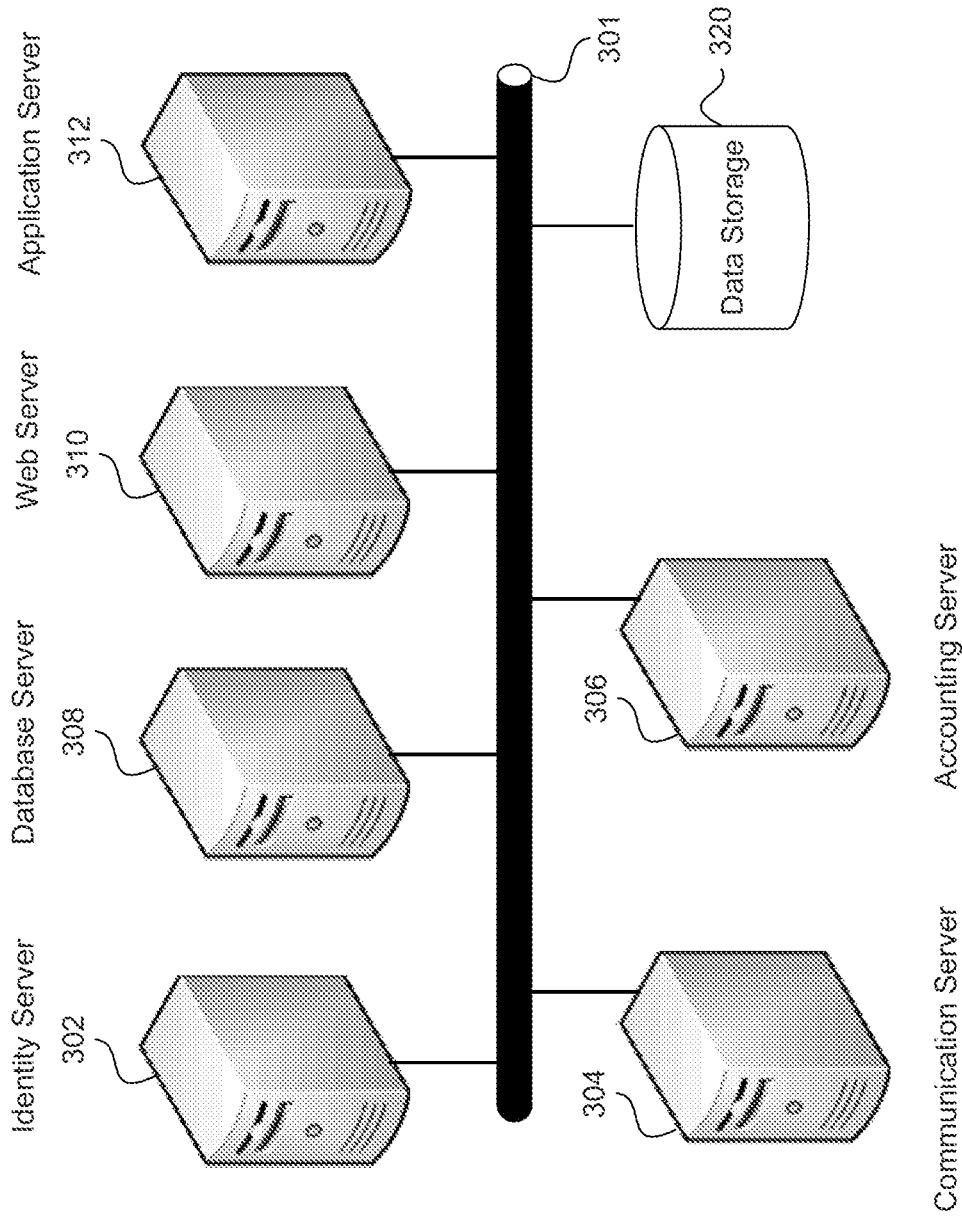 Identity Server
Database Server
Web Server
Application Server
302
308
310
312
301
304
306
320
Data Storage
Communication Server
Accounting Server